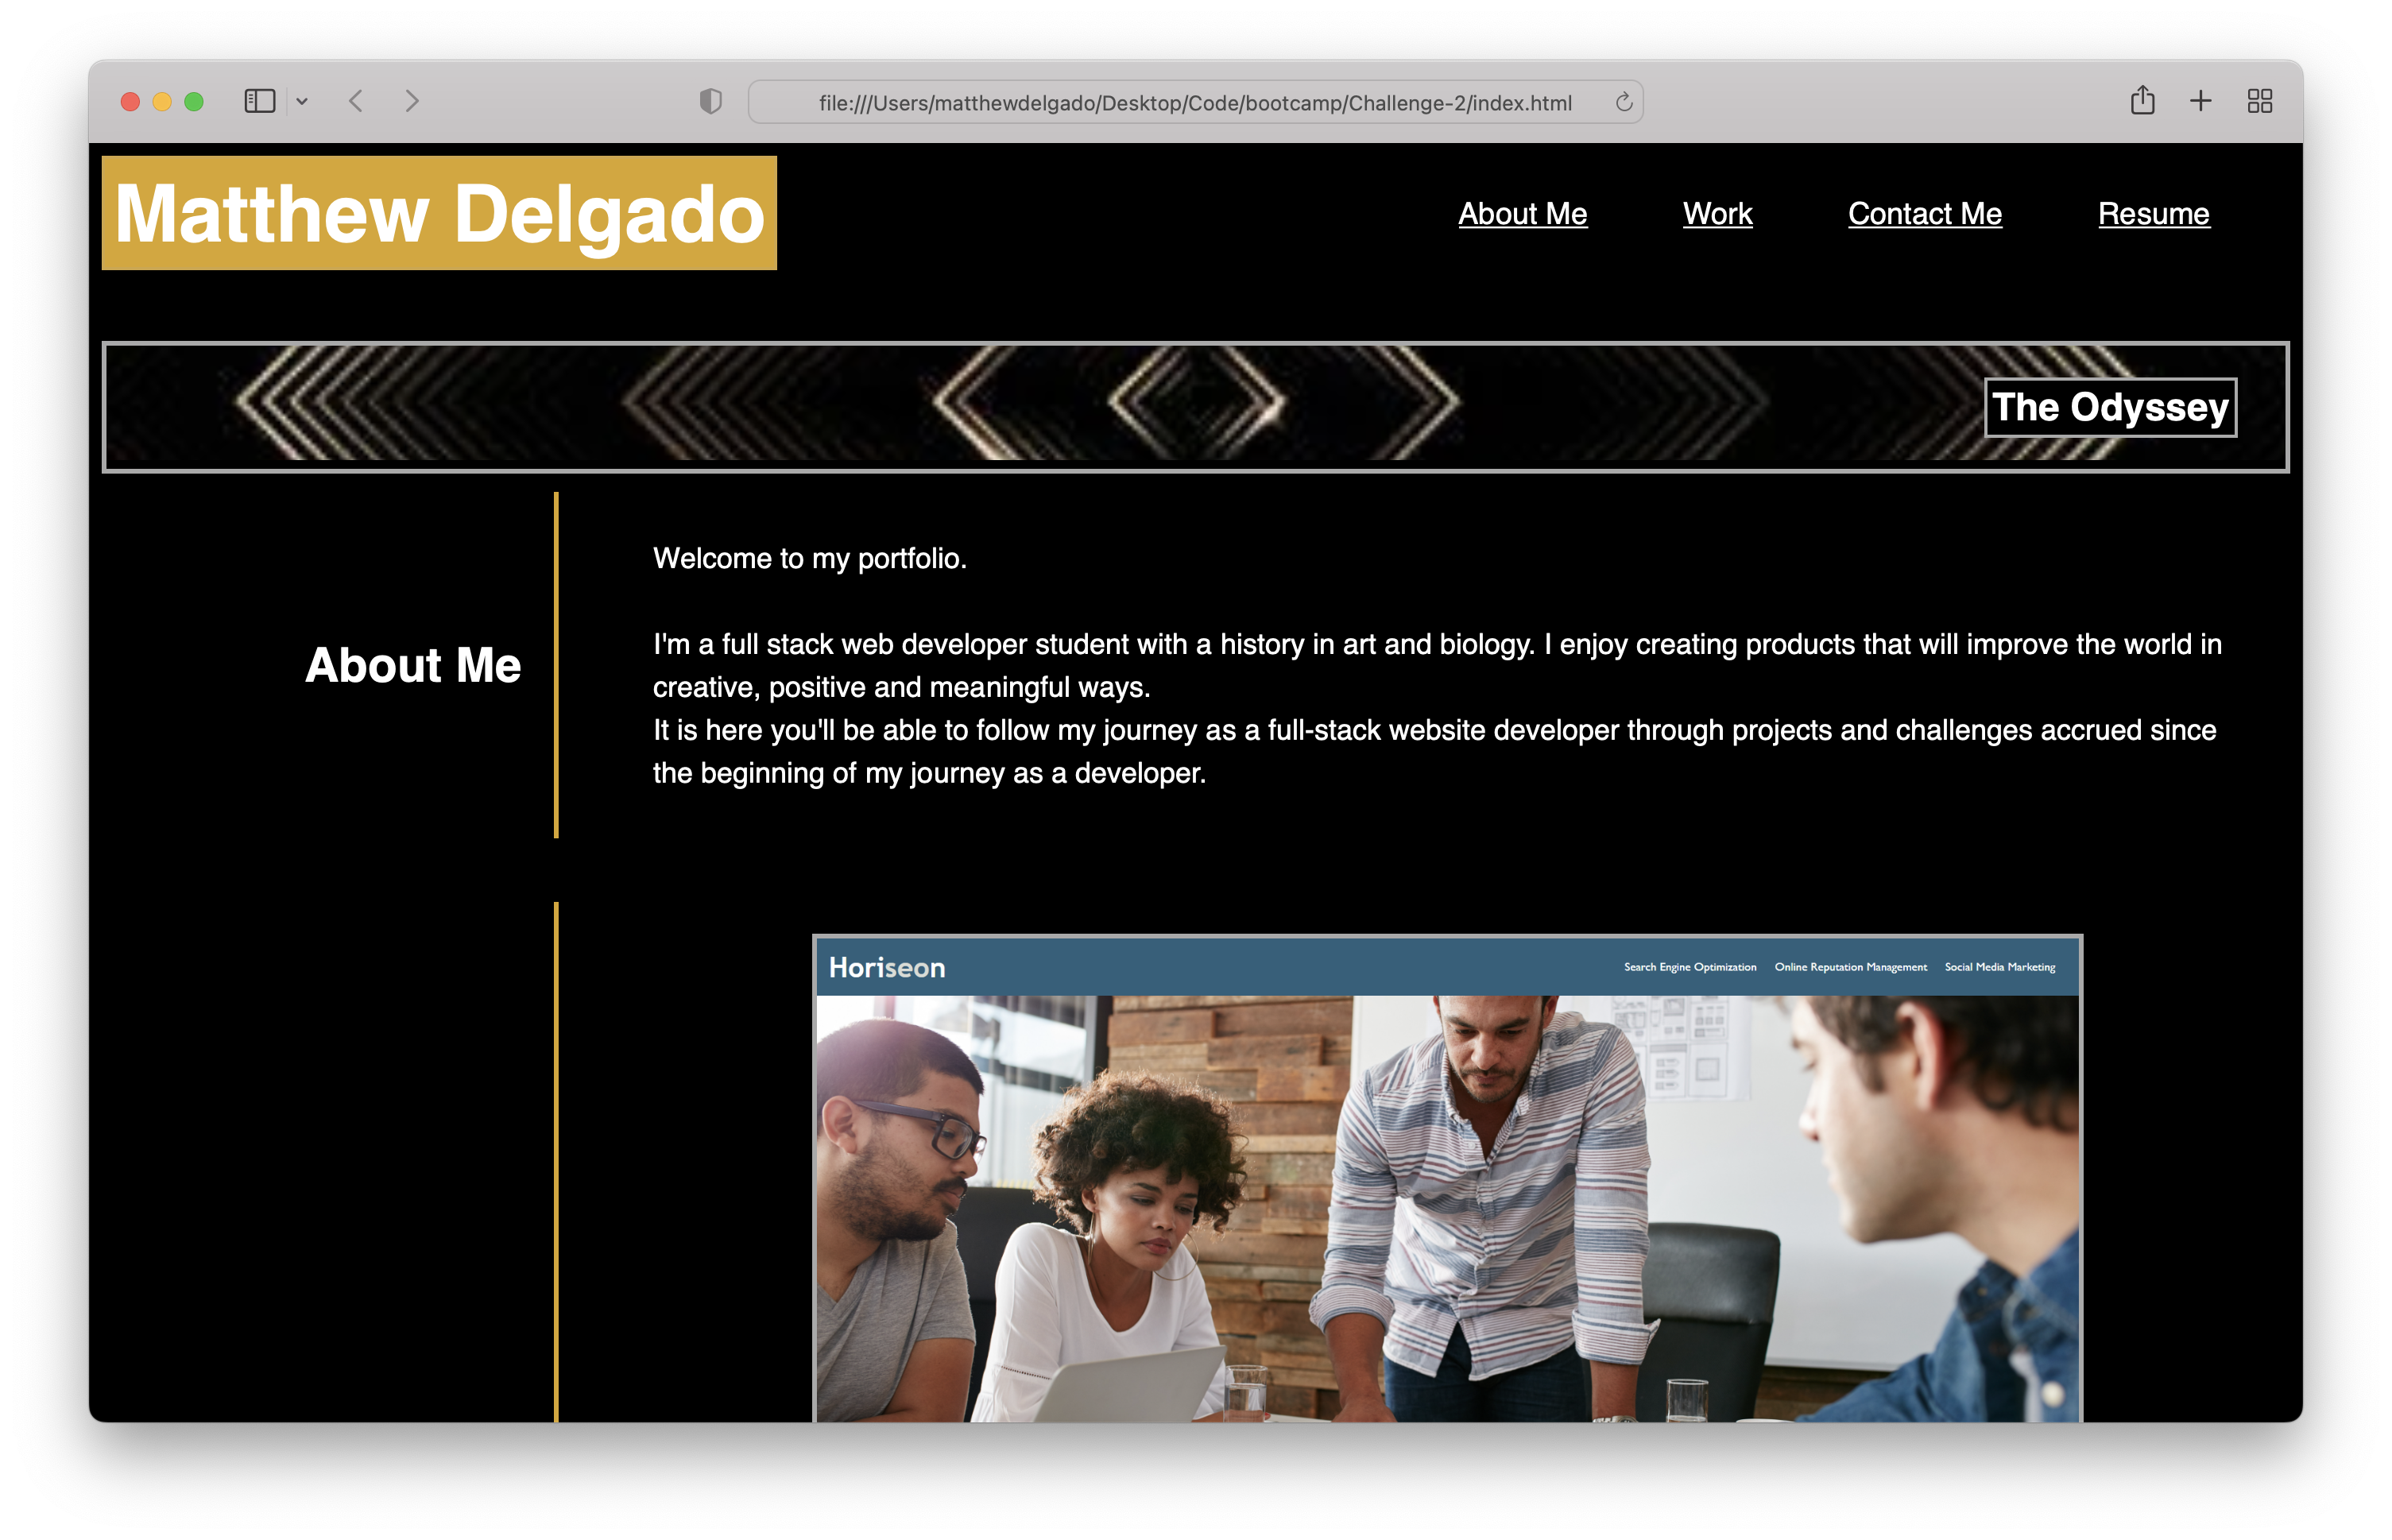 file:///Users/matthewdelgado/Desktop/Code/bootcamp/Challenge-2/index.html
Matthew Delgado
About Me Work Contact Me Resume
The Odyssey
About Me
Welcome to my portfolio.
I'm a full stack web developer student with a history in art and biology. I enjoy creating products that will improve the world in
creative, positive and meaningful ways.
It is here you'll be able to follow my journey as a full-stack website developer through projects and challenges accrued since
the beginning of my journey as a developer.
Horiseon
Search Engine Optimization Online Reputation Management Social Media Marketing